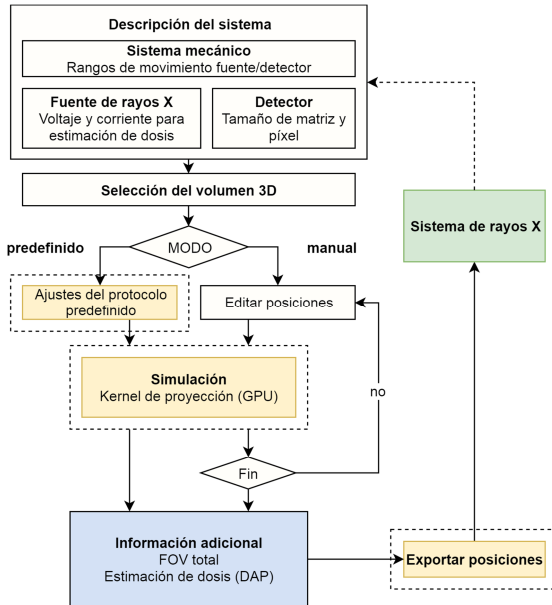 Descripción del sistema
Sistema mecánico
Rangos de movimiento fuente/detector
Fuente de rayos X
Voltaje y corriente para
estimación de dosis
Detector
Tamaño de matriz y
píxel
Selección del volumen 3D
Sistema de rayos X
predefinido
MODO
manual
Ajustes del protocolo
predefinido
Editar posiciones
Simulación
Kernel de proyección (GPU)
no
Fin
Información adicional
FOV total
Estimación de dosis (DAP)
Exportar posiciones